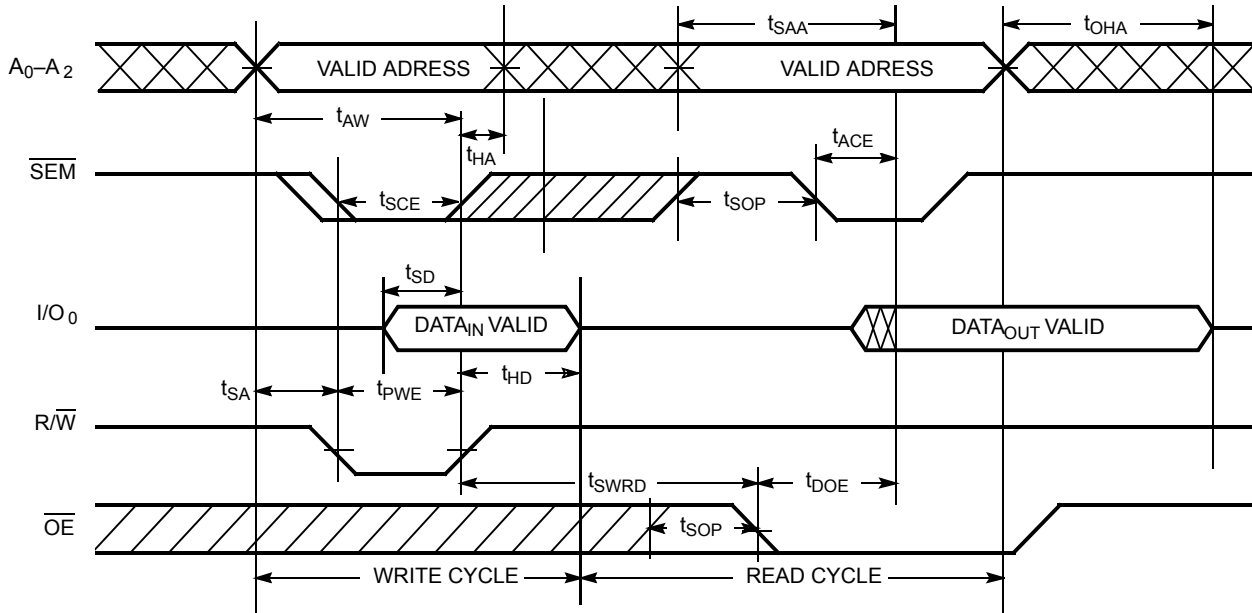 tSAA
tOHA
A0–A2
VALID ADRESS
VALID ADRESS
tAW
tHA
tACE
SEM
tSCE
tSOP
tSD
I/O0
DATAIN VALID
DATAOUT VALID
tSA
tPWE
tHD
R/W
tSWRD
tDOE
OE
tSOP
WRITE CYCLE
READ CYCLE